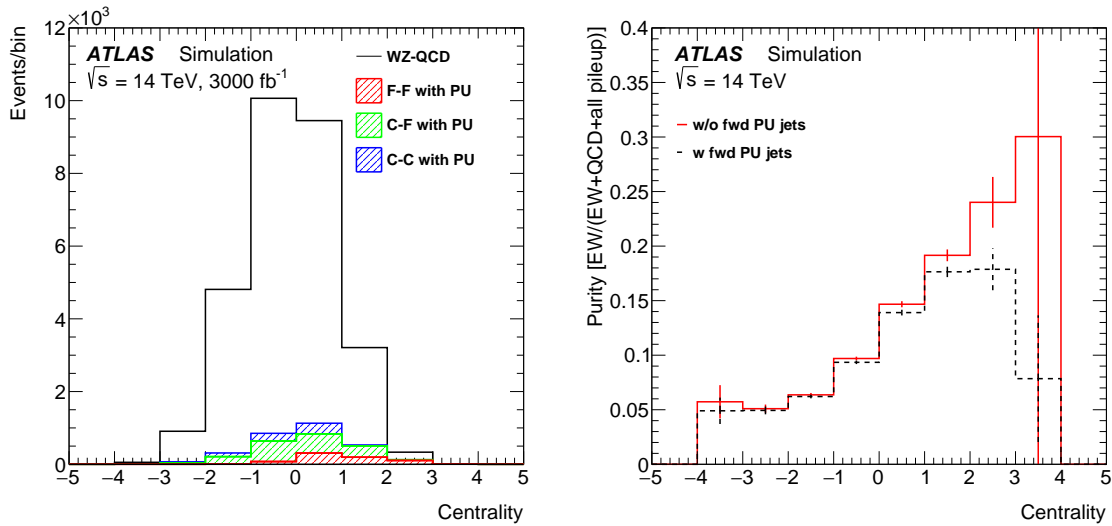 ×10³
Events/bin
12
10
8
6
4
2
0
ATLAS Simulation
√s = 14 TeV, 3000 fb⁻¹
WZ-QCD
F-F with PU
C-F with PU
C-C with PU
−5 −4 −3 −2 −1 0 1 2 3 4 5
Centrality
Purity [EW/(EW+QCD+all pileup)]
0.4
0.35
0.3
0.25
0.2
0.15
0.1
0.05
0
ATLAS Simulation
√s = 14 TeV
w/o fwd PU jets
w fwd PU jets
−5 −4 −3 −2 −1 0 1 2 3 4 5
Centrality